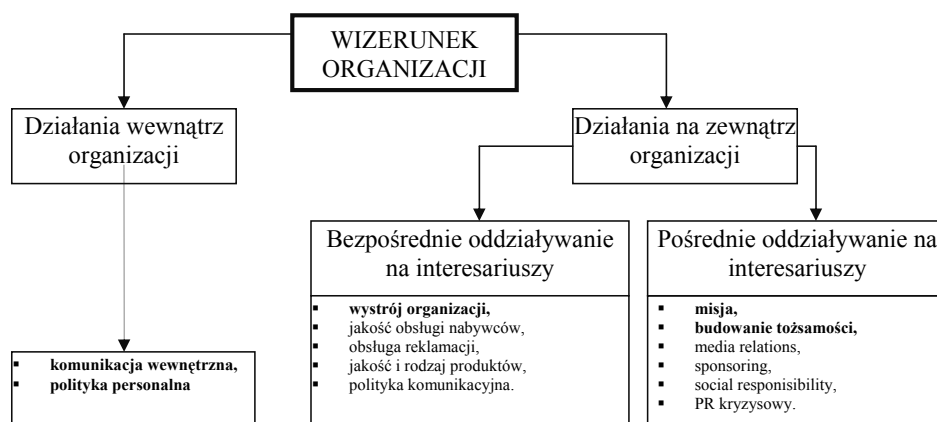 WIZERUNEK
ORGANIZACJI
Działania wewnątrz
organizacji
komunikacja wewnętrzna,
polityka personalna
Działania na zewnątrz
organizacji
Bezpośrednie oddziaływanie
na interesariuszy
wystrój organizacji,
jakość obsługi nabywców,
obsługa reklamacji,
jakość i rodzaj produktów,
polityka komunikacyjna.
Pośrednie oddziaływanie na
interesariuszy
misja,
budowanie tożsamości,
media relations,
sponsoring,
social responisibility,
PR kryzysowy.